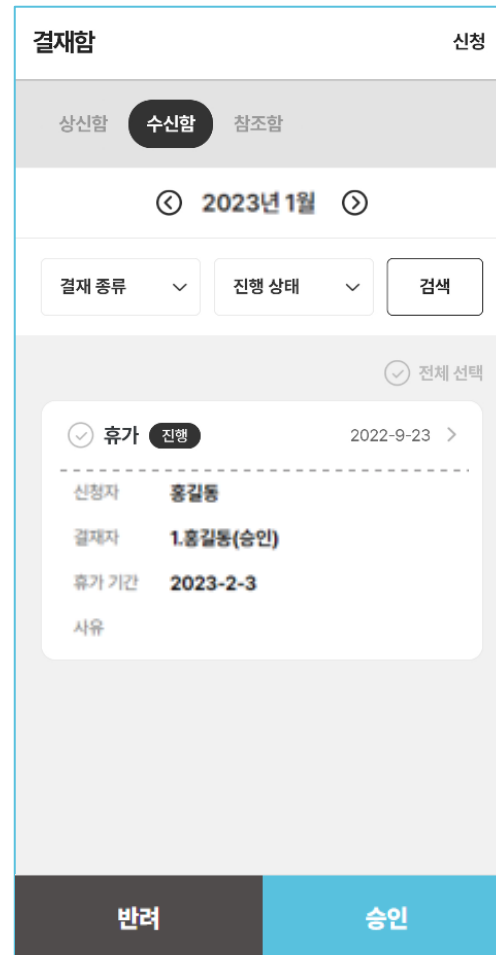 결재함 신청
상신함 수신함 참조함
2023년 1월
결재 종류 진행 상태 검색
전체 선택
휴가 진행 2022-9-23
신청자 홍길동
결재자 1.홍길동(승인)
휴가 기간 2023-2-3
사유
반려 승인